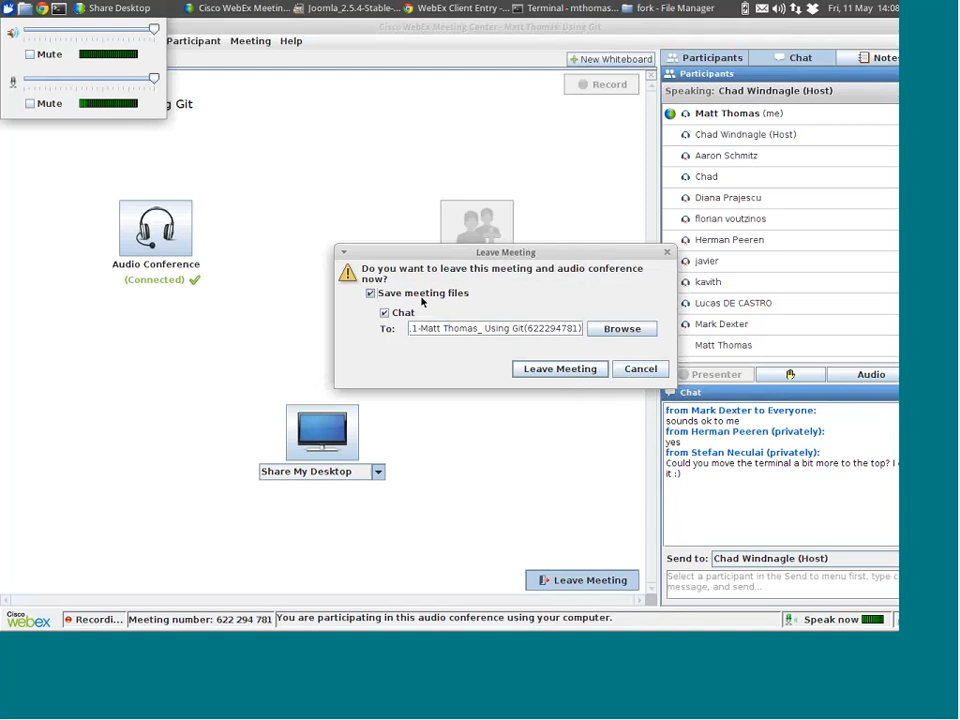 Share Desktop
Cisco WebEx Meetin...
Joomla_2.5.4-Stable-...
WebEx Client Entry -...
Terminal - mthomas...
fork - File Manager
Fri, 11 May 14:08
Cisco WebEx Meeting Center - Matt Thomas: Using Git
Participant Meeting Help
Mute
Mute
g Git
New Whiteboard
Record
Participants
Chat
Notes
Participants
Speaking: Chad Windnagle (Host)
Matt Thomas (me)
Chad Windnagle (Host)
Aaron Schmitz
Chad
Diana Prajescu
florian voutzinos
Herman Peeren
javier
kavith
Lucas DE CASTRO
Mark Dexter
Matt Thomas
Presenter
Audio
Audio Conference
(Connected)
Leave Meeting
Do you want to leave this meeting and audio conference
now?
Save meeting files
Chat
To: .1-Matt Thomas_ Using Git(622294781)
Browse
Leave Meeting
Cancel
Share My Desktop
Chat
from Mark Dexter to Everyone:
sounds ok to me
from Herman Peeren (privately):
yes
from Stefan Neculai (privately):
Could you move the terminal a bit more to the top? I
it :)
Send to: Chad Windnagle (Host)
Select a participant in the Send to menu first, type c
message, and send...
Leave Meeting
Cisco
webex
Recordi...
Meeting number: 622 294 781
You are participating in this audio conference using your computer.
Speak now